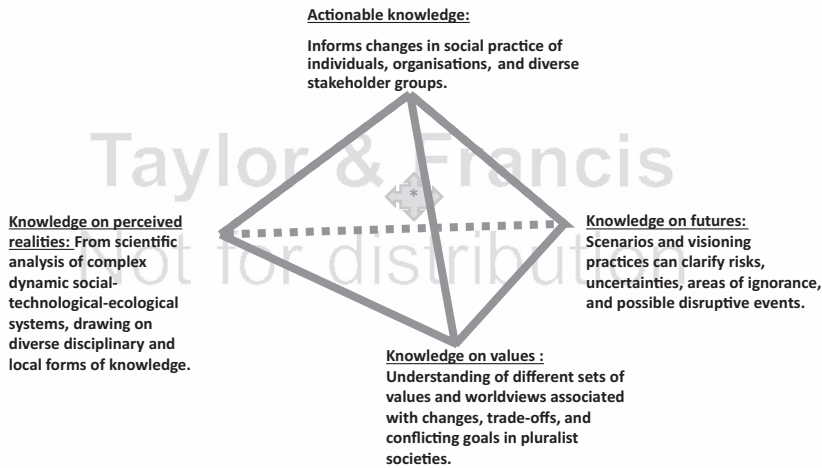 Actionable knowledge:
Informs changes in social practice of
individuals, organisations, and diverse
stakeholder groups.
Taylor & Francis
Not for distribution
*
Knowledge on perceived
realities: From scientific
analysis of complex
dynamic social-
technological-ecological
systems, drawing on
diverse disciplinary and
local forms of knowledge.
Knowledge on futures:
Scenarios and visioning
practices can clarify risks,
uncertainties, areas of ignorance,
and possible disruptive events.
Knowledge on values :
Understanding of different sets of
values and worldviews associated
with changes, trade-offs, and
conflicting goals in pluralist
societies.